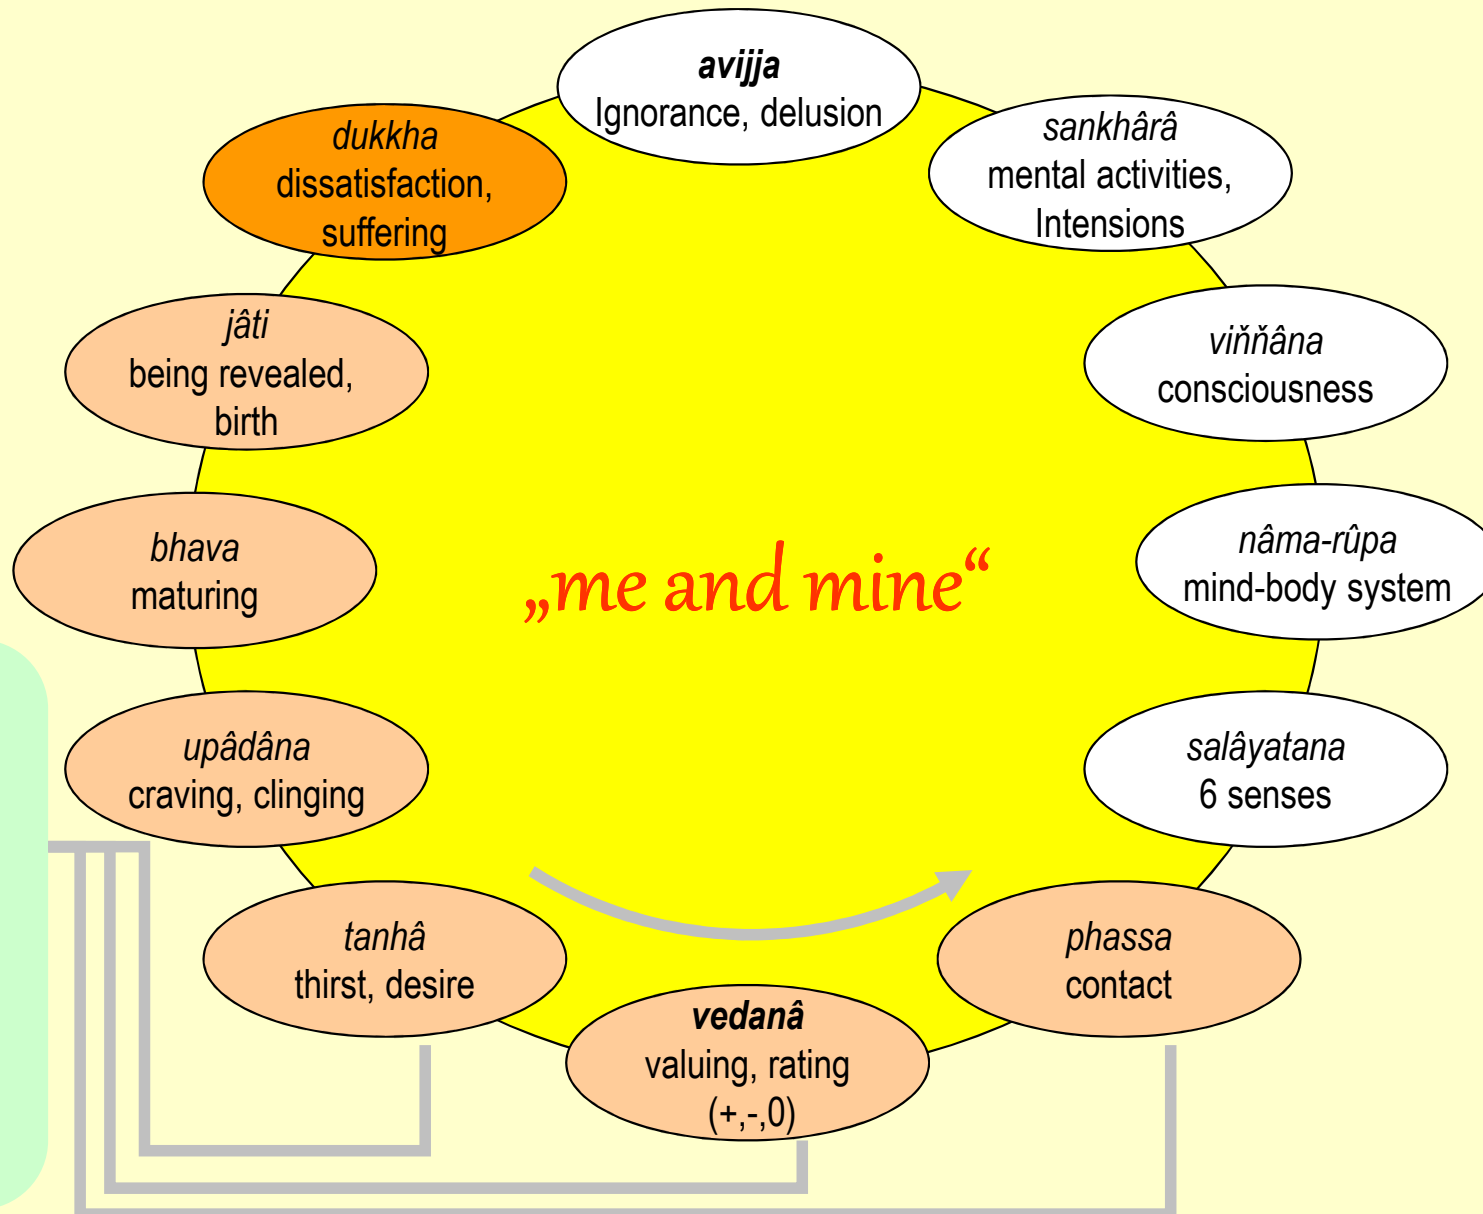 avijja
Ignorance, delusion
sankhârâ
mental activities,
Intensions
viňňâna
consciousness
nâma-rûpa
mind-body system
salâyatana
6 senses
phassa
contact
vedanâ
valuing, rating
(+,-,0)
tanhâ
thirst, desire
upâdâna
craving, clinging
bhava
maturing
jâti
being revealed,
birth
dukkha
dissatisfaction,
suffering
„me and mine“